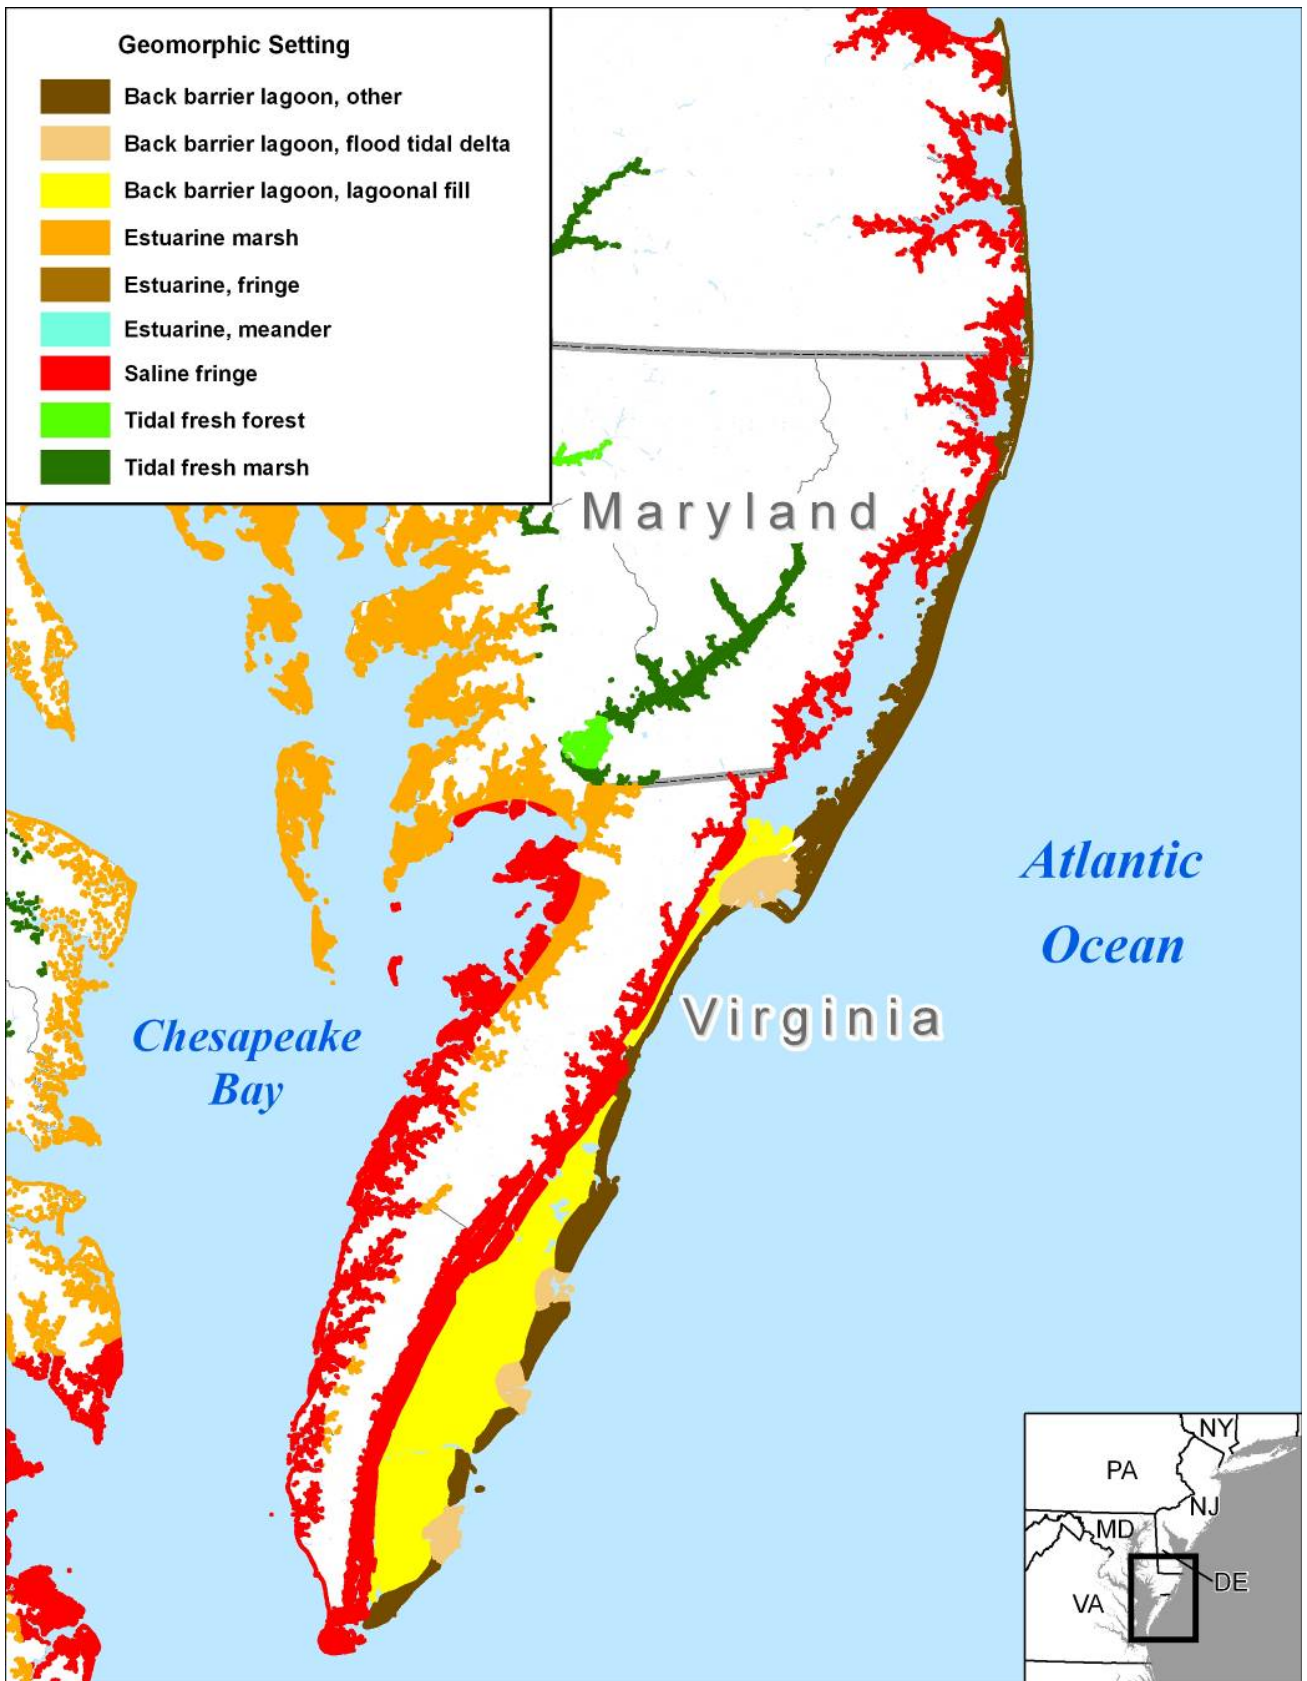 Geomorphic Setting
Back barrier lagoon, other
Back barrier lagoon, flood tidal delta
Back barrier lagoon, lagoonal fill
Estuarine marsh
Estuarine, fringe
Estuarine, meander
Saline fringe
Tidal fresh forest
Tidal fresh marsh
Maryland
Atlantic
Ocean
Virginia
Chesapeake
Bay
NY
PA
NJ
MD
DE
VA